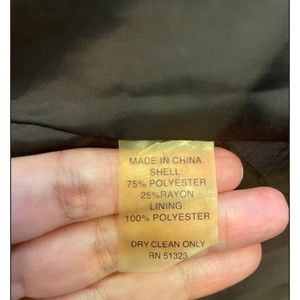 MADE IN CHINA
SHELL:
75% POLYESTER
25%RAYON
LINING:
100% POLYESTER
DRY CLEAN ONLY
RN 51323